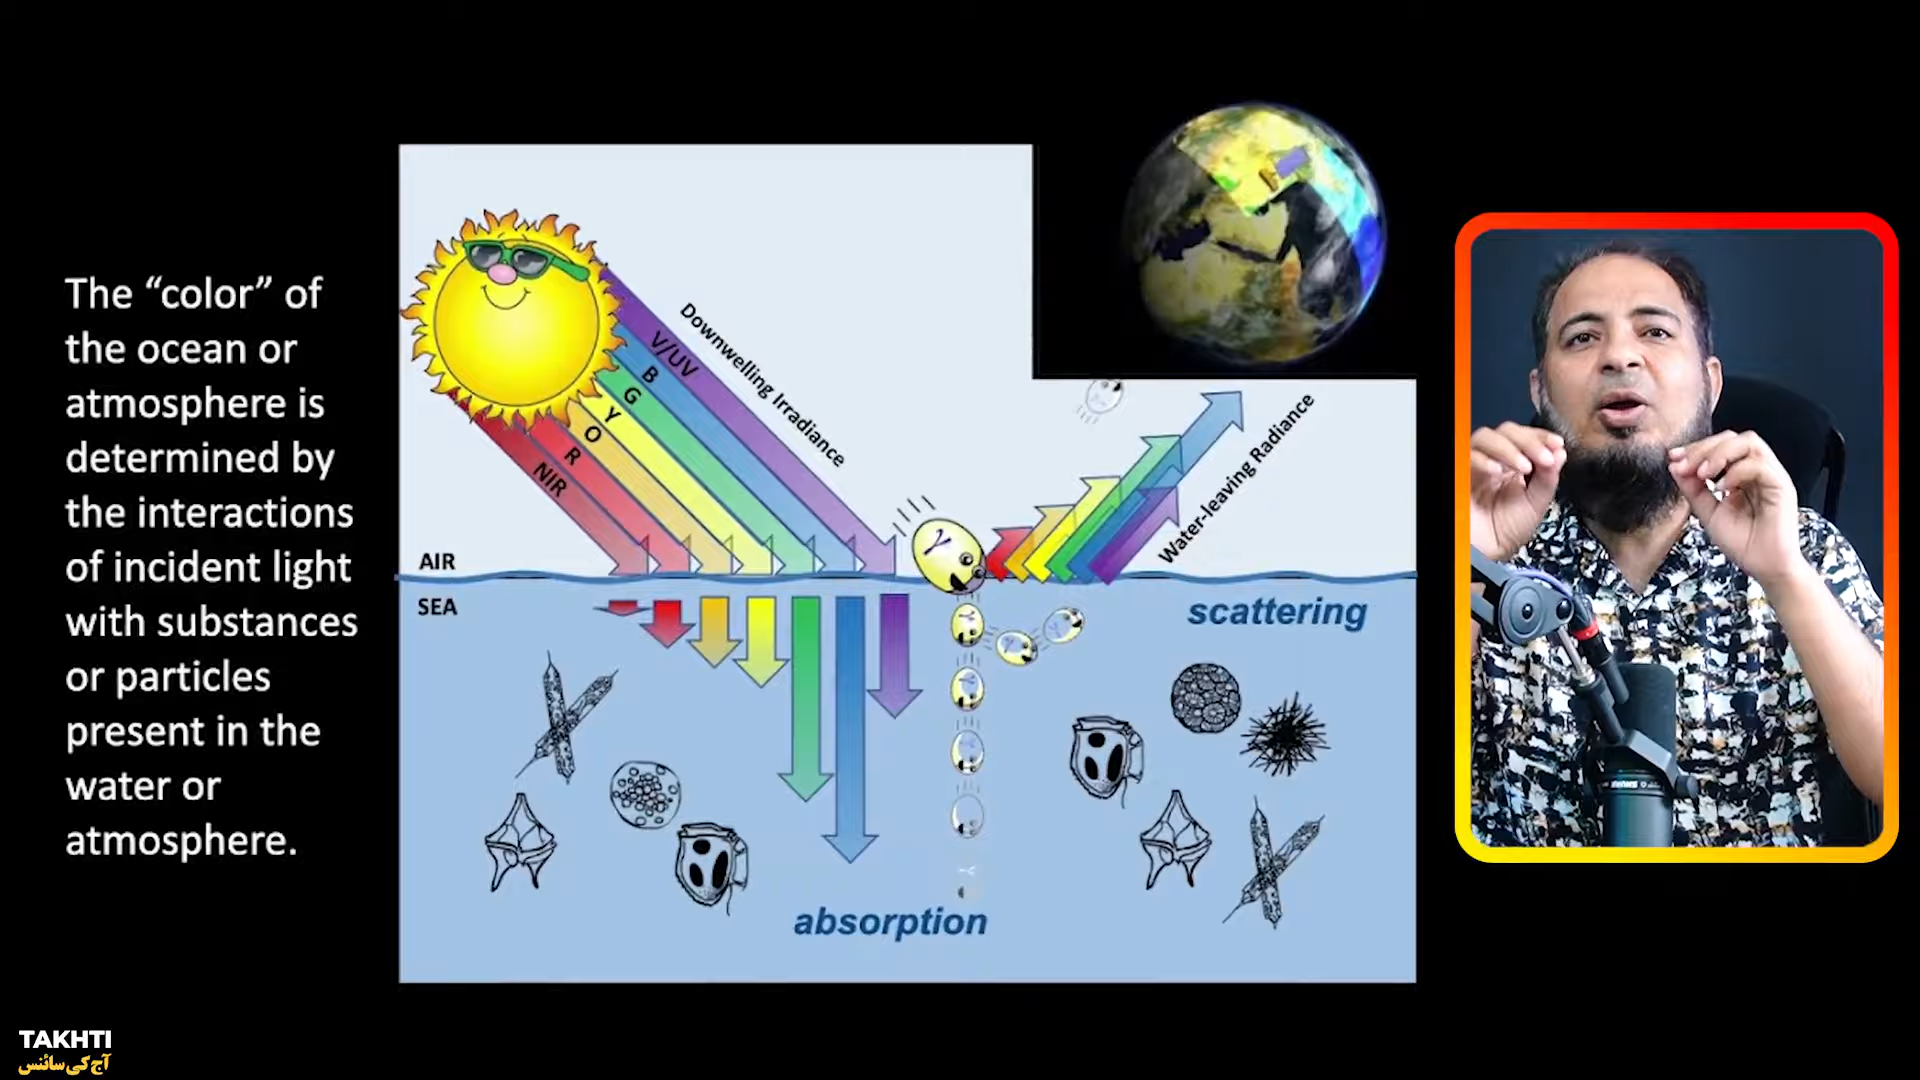 The “color” of
the ocean or
atmosphere is
determined by
the interactions
of incident light
with substances
or particles
present in the
water or
atmosphere.
Downwelling Irradiance
V/UV
B
G
Y
O
R
NIR
Water-leaving Radiance
AIR
SEA
γ
scattering
absorption
TAKHTI
آج کی سائنس